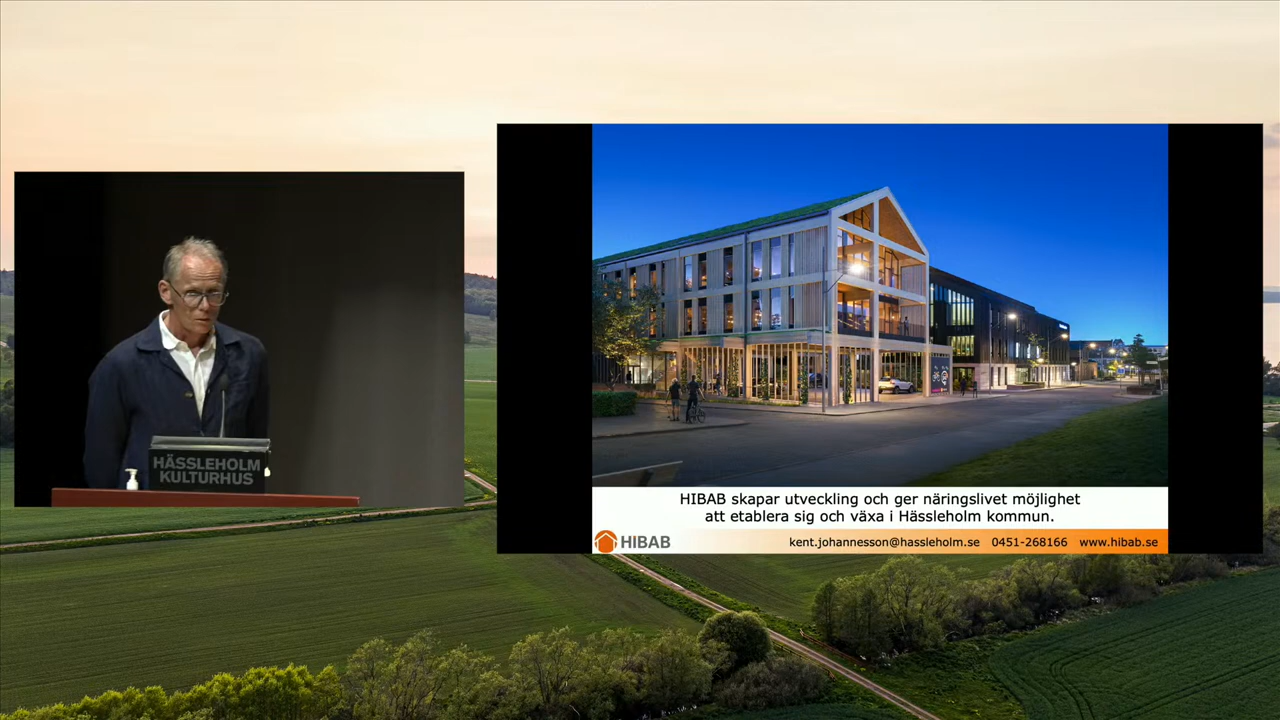 HÄSSLEHOLM
KULTURHUS
HIBAB skapar utveckling och ger näringslivet möjlighet
att etablera sig och växa i Hässleholm kommun.
HIBAB
kent.johannesson@hassleholm.se 0451-268166 www.hibab.se